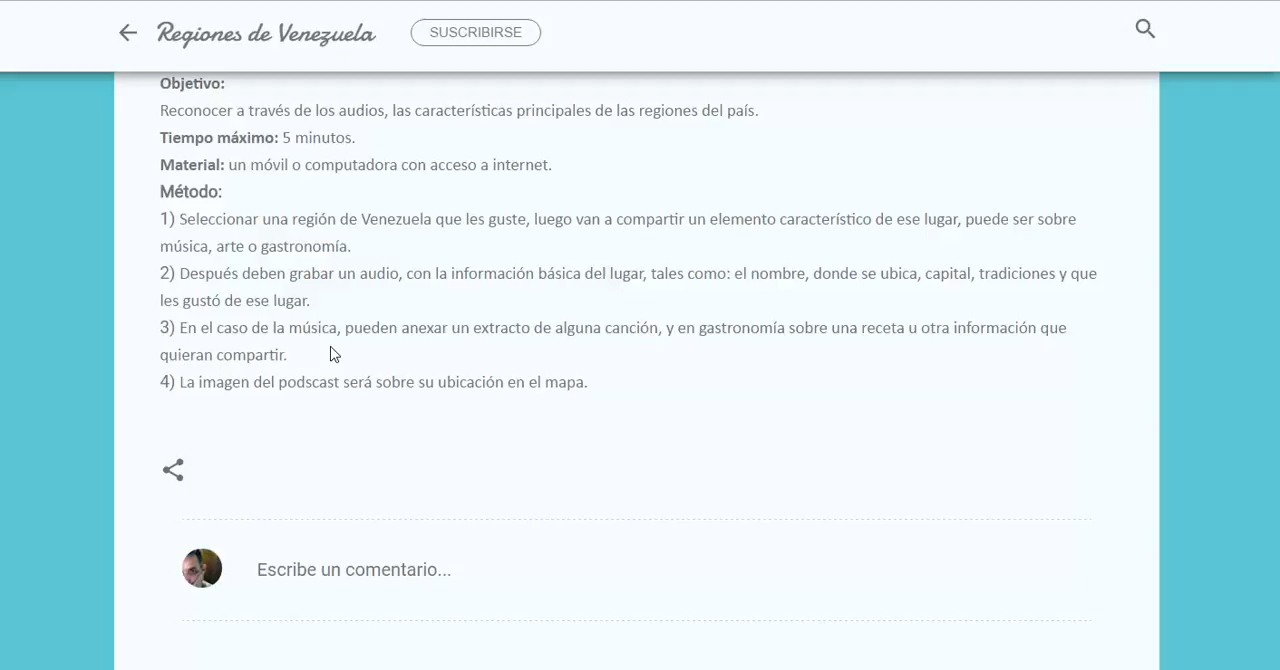 Regiones de Venezuela
SUSCRIBIRSE
Objetivo:
Reconocer a través de los audios, las características principales de las regiones del país.
Tiempo máximo: 5 minutos.
Material: un móvil o computadora con acceso a internet.
Método:
1) Seleccionar una región de Venezuela que les guste, luego van a compartir un elemento característico de ese lugar, puede ser sobre
música, arte o gastronomía.
2) Después deben grabar un audio, con la información básica del lugar, tales como: el nombre, donde se ubica, capital, tradiciones y que
les gustó de ese lugar.
3) En el caso de la música, pueden anexar un extracto de alguna canción, y en gastronomía sobre una receta u otra información que
quieran compartir.
4) La imagen del podscast será sobre su ubicación en el mapa.
Escribe un comentario...